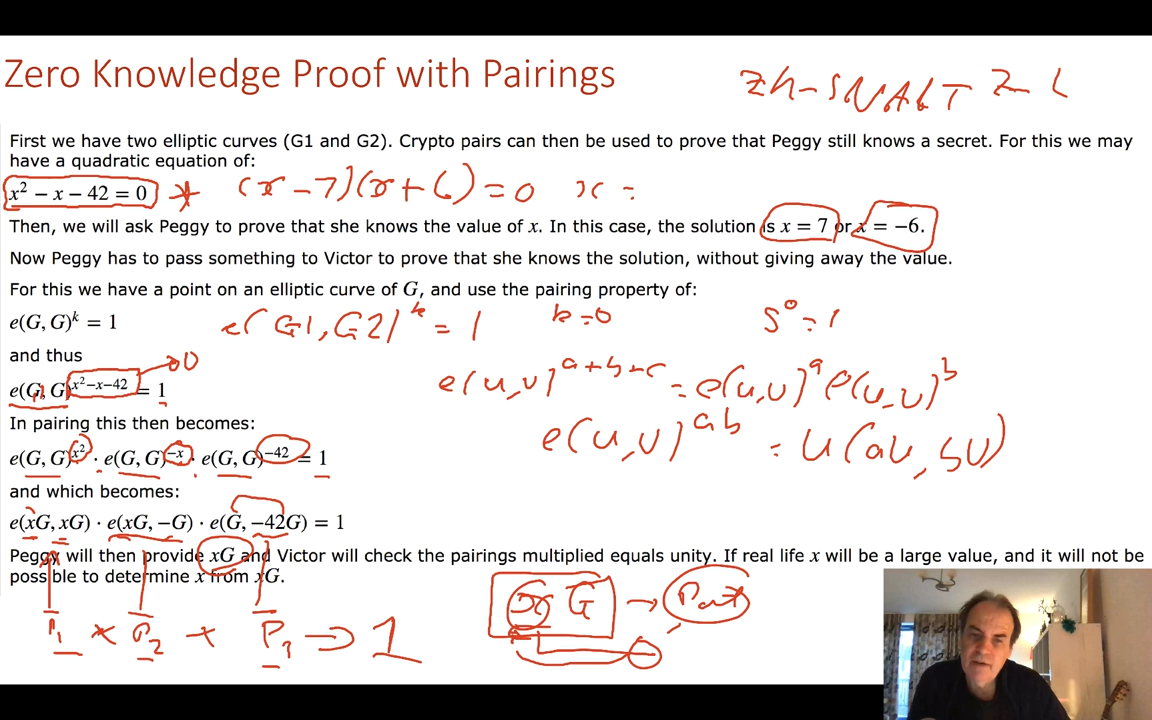 Zero Knowledge Proof with Pairings
First we have two elliptic curves (G1 and G2). Crypto pairs can then be used to prove that Peggy still knows a secret. For this we may
have a quadratic equation of:
x² − x − 42 = 0 * (x − 7)(x + 6) = 0 x =
Then, we will ask Peggy to prove that she knows the value of x. In this case, the solution is x = 7 or x = −6.
Now Peggy has to pass something to Victor to prove that she knows the solution, without giving away the value.
For this we have a point on an elliptic curve of G, and use the pairing property of:
e(G, G)ᵏ = 1 e(G1, G2)ᵏ = 1 k = 0 5⁰ = 1
and thus
→ 0
e(G, G)^{x²−x−42} = 1 e(u,v)^{a+b+c} = e(u,v)^a e(u,v)^b
In pairing this then becomes:
e(u,v)^{ab} = u(au, bv)
e(G, G)^{x²} · e(G, G)^{−x} · e(G, G)^{−42} = 1
and which becomes:
e(xG, xG) · e(xG, −G) · e(G, −42G) = 1
Peggy will then provide xG and Victor will check the pairings multiplied equals unity. If real life x will be a large value, and it will not be
possible to determine x from xG.
x G →
P₁ × P₂ × P₃ → 1